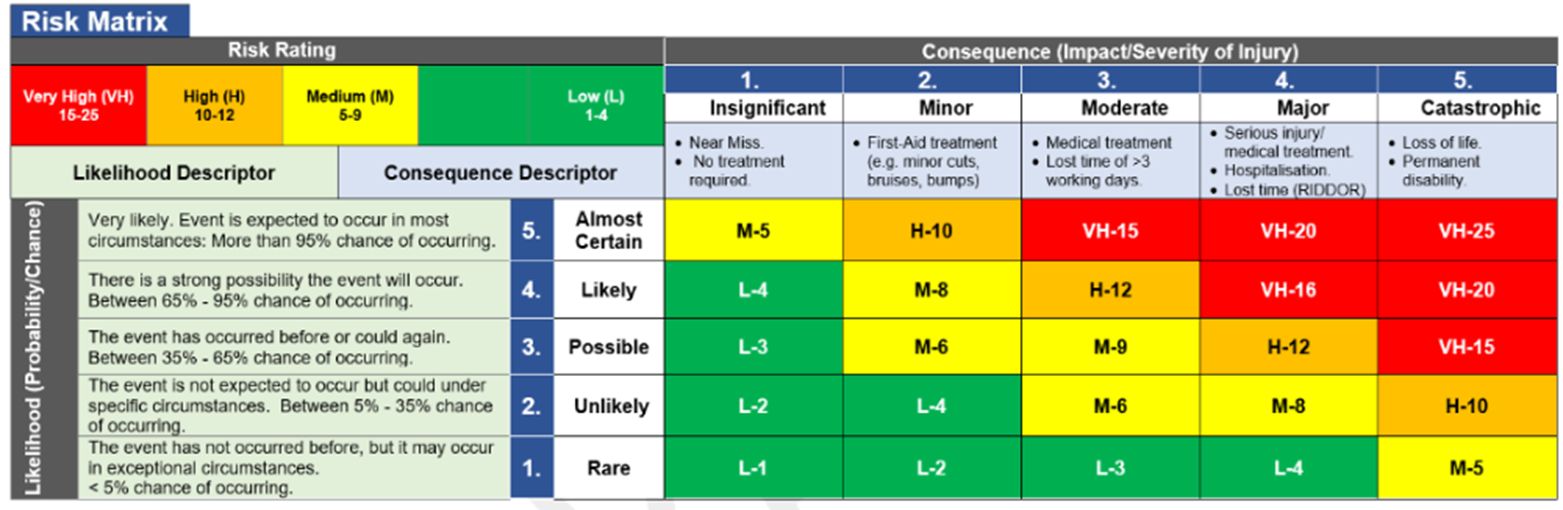 Risk Matrix
Risk Rating
Consequence (Impact/Severity of Injury)
Very High (VH)
15-25
High (H)
10-12
Medium (M)
5-9
Low (L)
1-4
1.
2.
3.
4.
5.
Insignificant
Minor
Moderate
Major
Catastrophic
Likelihood Descriptor
Consequence Descriptor
• Near Miss.
• No treatment
required.
• First-Aid treatment
(e.g. minor cuts,
bruises, bumps)
• Medical treatment
• Lost time of >3
working days.
• Serious injury/
medical treatment.
• Hospitalisation.
• Lost time (RIDDOR)
• Loss of life.
• Permanent
disability.
Likelihood (Probability/Chance)
Very likely. Event is expected to occur in most
circumstances: More than 95% chance of occurring.
5.
Almost
Certain
M-5
H-10
VH-15
VH-20
VH-25
There is a strong possibility the event will occur.
Between 65% - 95% chance of occurring.
4.
Likely
L-4
M-8
H-12
VH-16
VH-20
The event has occurred before or could again.
Between 35% - 65% chance of occurring.
3.
Possible
L-3
M-6
M-9
H-12
VH-15
The event is not expected to occur but could under
specific circumstances. Between 5% - 35% chance
of occurring.
2.
Unlikely
L-2
L-4
M-6
M-8
H-10
The event has not occurred before, but it may occur
in exceptional circumstances.
< 5% chance of occurring.
1.
Rare
L-1
L-2
L-3
L-4
M-5